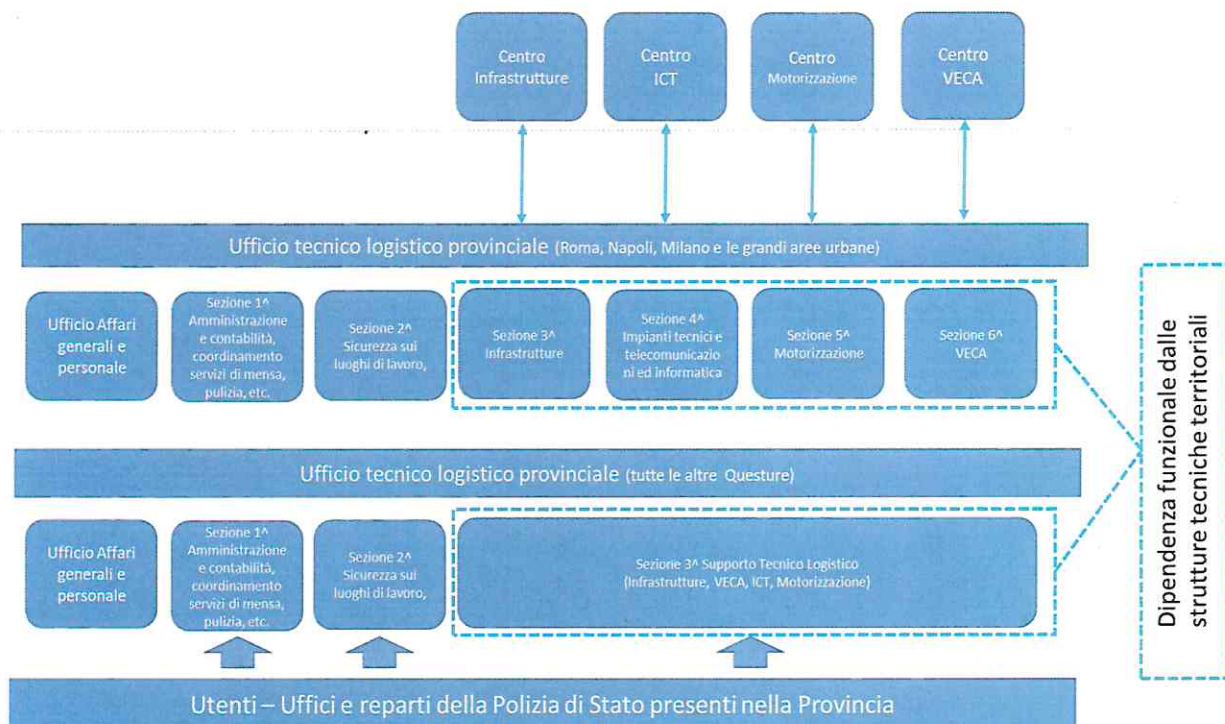 Centro
Infrastrutture
Centro
ICT
Centro
Motorizzazione
Centro
VECA
Ufficio tecnico logistico provinciale (Roma, Napoli, Milano e le grandi aree urbane)
Ufficio Affari
generali e
personale
Sezione 1^
Amministrazione
e contabilità,
coordinamento
servizi di mensa,
pulizia, etc.
Sezione 2^
Sicurezza sui
luoghi di lavoro,
Sezione 3^
Infrastrutture
Sezione 4^
Impianti tecnici e
telecomunicazio
ni ed informatica
Sezione 5^
Motorizzazione
Sezione 6^
VECA
Ufficio tecnico logistico provinciale (tutte le altre Questure)
Ufficio Affari
generali e
personale
Sezione 1^
Amministrazione
e contabilità,
coordinamento
servizi di mensa,
pulizia, etc.
Sezione 2^
Sicurezza sui
luoghi di lavoro,
Sezione 3^ Supporto Tecnico Logistico
(Infrastrutture, VECA, ICT, Motorizzazione)
Dipendenza funzionale dalle
strutture tecniche territoriali
Utenti – Uffici e reparti della Polizia di Stato presenti nella Provincia